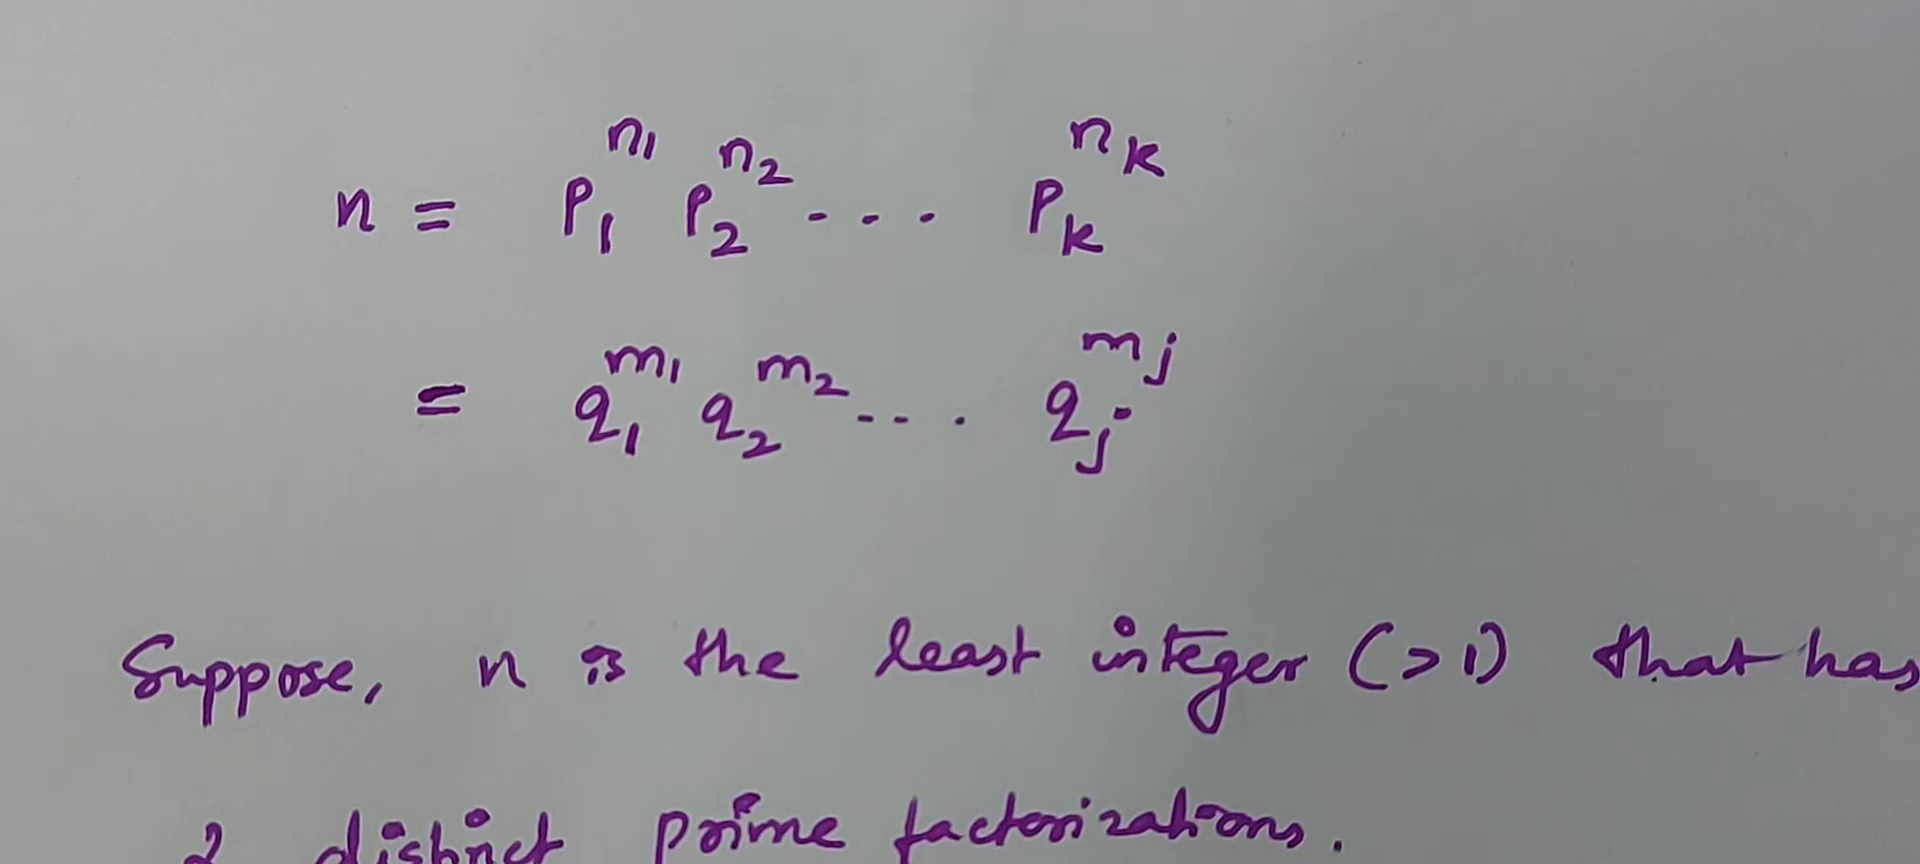 n = p₁^n₁ p₂^n₂ ---- p_k^n_k
= q₁^m₁ q₂^m₂ --- . q_j^m_j
Suppose, n is the least integer (>1) that has
2 distinct prime factorizations.